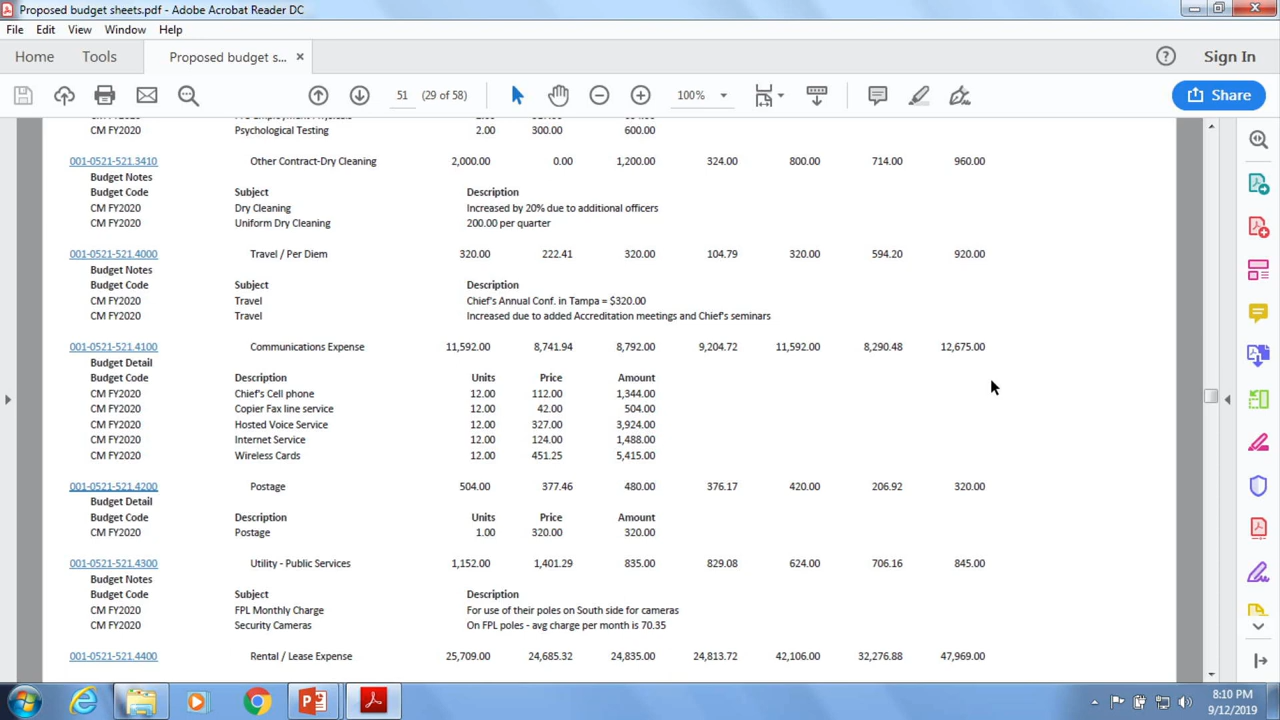 Proposed budget sheets.pdf - Adobe Acrobat Reader DC
File Edit View Window Help
Home Tools Proposed budget s... × Sign In
51 (29 of 58) 100% Share
CM FY2020 Psychological Testing 2.00 300.00 600.00
001-0521-521.3410 Other Contract-Dry Cleaning 2,000.00 0.00 1,200.00 324.00 800.00 714.00 960.00
Budget Notes
Budget Code Subject Description
CM FY2020 Dry Cleaning Increased by 20% due to additional officers
CM FY2020 Uniform Dry Cleaning 200.00 per quarter
001-0521-521.4000 Travel / Per Diem 320.00 222.41 320.00 104.79 320.00 594.20 920.00
Budget Notes
Budget Code Subject Description
CM FY2020 Travel Chief's Annual Conf. in Tampa = $320.00
CM FY2020 Travel Increased due to added Accreditation meetings and Chief's seminars
001-0521-521.4100 Communications Expense 11,592.00 8,741.94 8,792.00 9,204.72 11,592.00 8,290.48 12,675.00
Budget Detail
Budget Code Description Units Price Amount
CM FY2020 Chief's Cell phone 12.00 112.00 1,344.00
CM FY2020 Copier Fax line service 12.00 42.00 504.00
CM FY2020 Hosted Voice Service 12.00 327.00 3,924.00
CM FY2020 Internet Service 12.00 124.00 1,488.00
CM FY2020 Wireless Cards 12.00 451.25 5,415.00
001-0521-521.4200 Postage 504.00 377.46 480.00 376.17 420.00 206.92 320.00
Budget Detail
Budget Code Description Units Price Amount
CM FY2020 Postage 1.00 320.00 320.00
001-0521-521.4300 Utility - Public Services 1,152.00 1,401.29 835.00 829.08 624.00 706.16 845.00
Budget Notes
Budget Code Subject Description
CM FY2020 FPL Monthly Charge For use of their poles on South side for cameras
CM FY2020 Security Cameras On FPL poles - avg charge per month is 70.35
001-0521-521.4400 Rental / Lease Expense 25,709.00 24,685.32 24,835.00 24,813.72 42,106.00 32,276.88 47,969.00
8:10 PM
9/12/2019